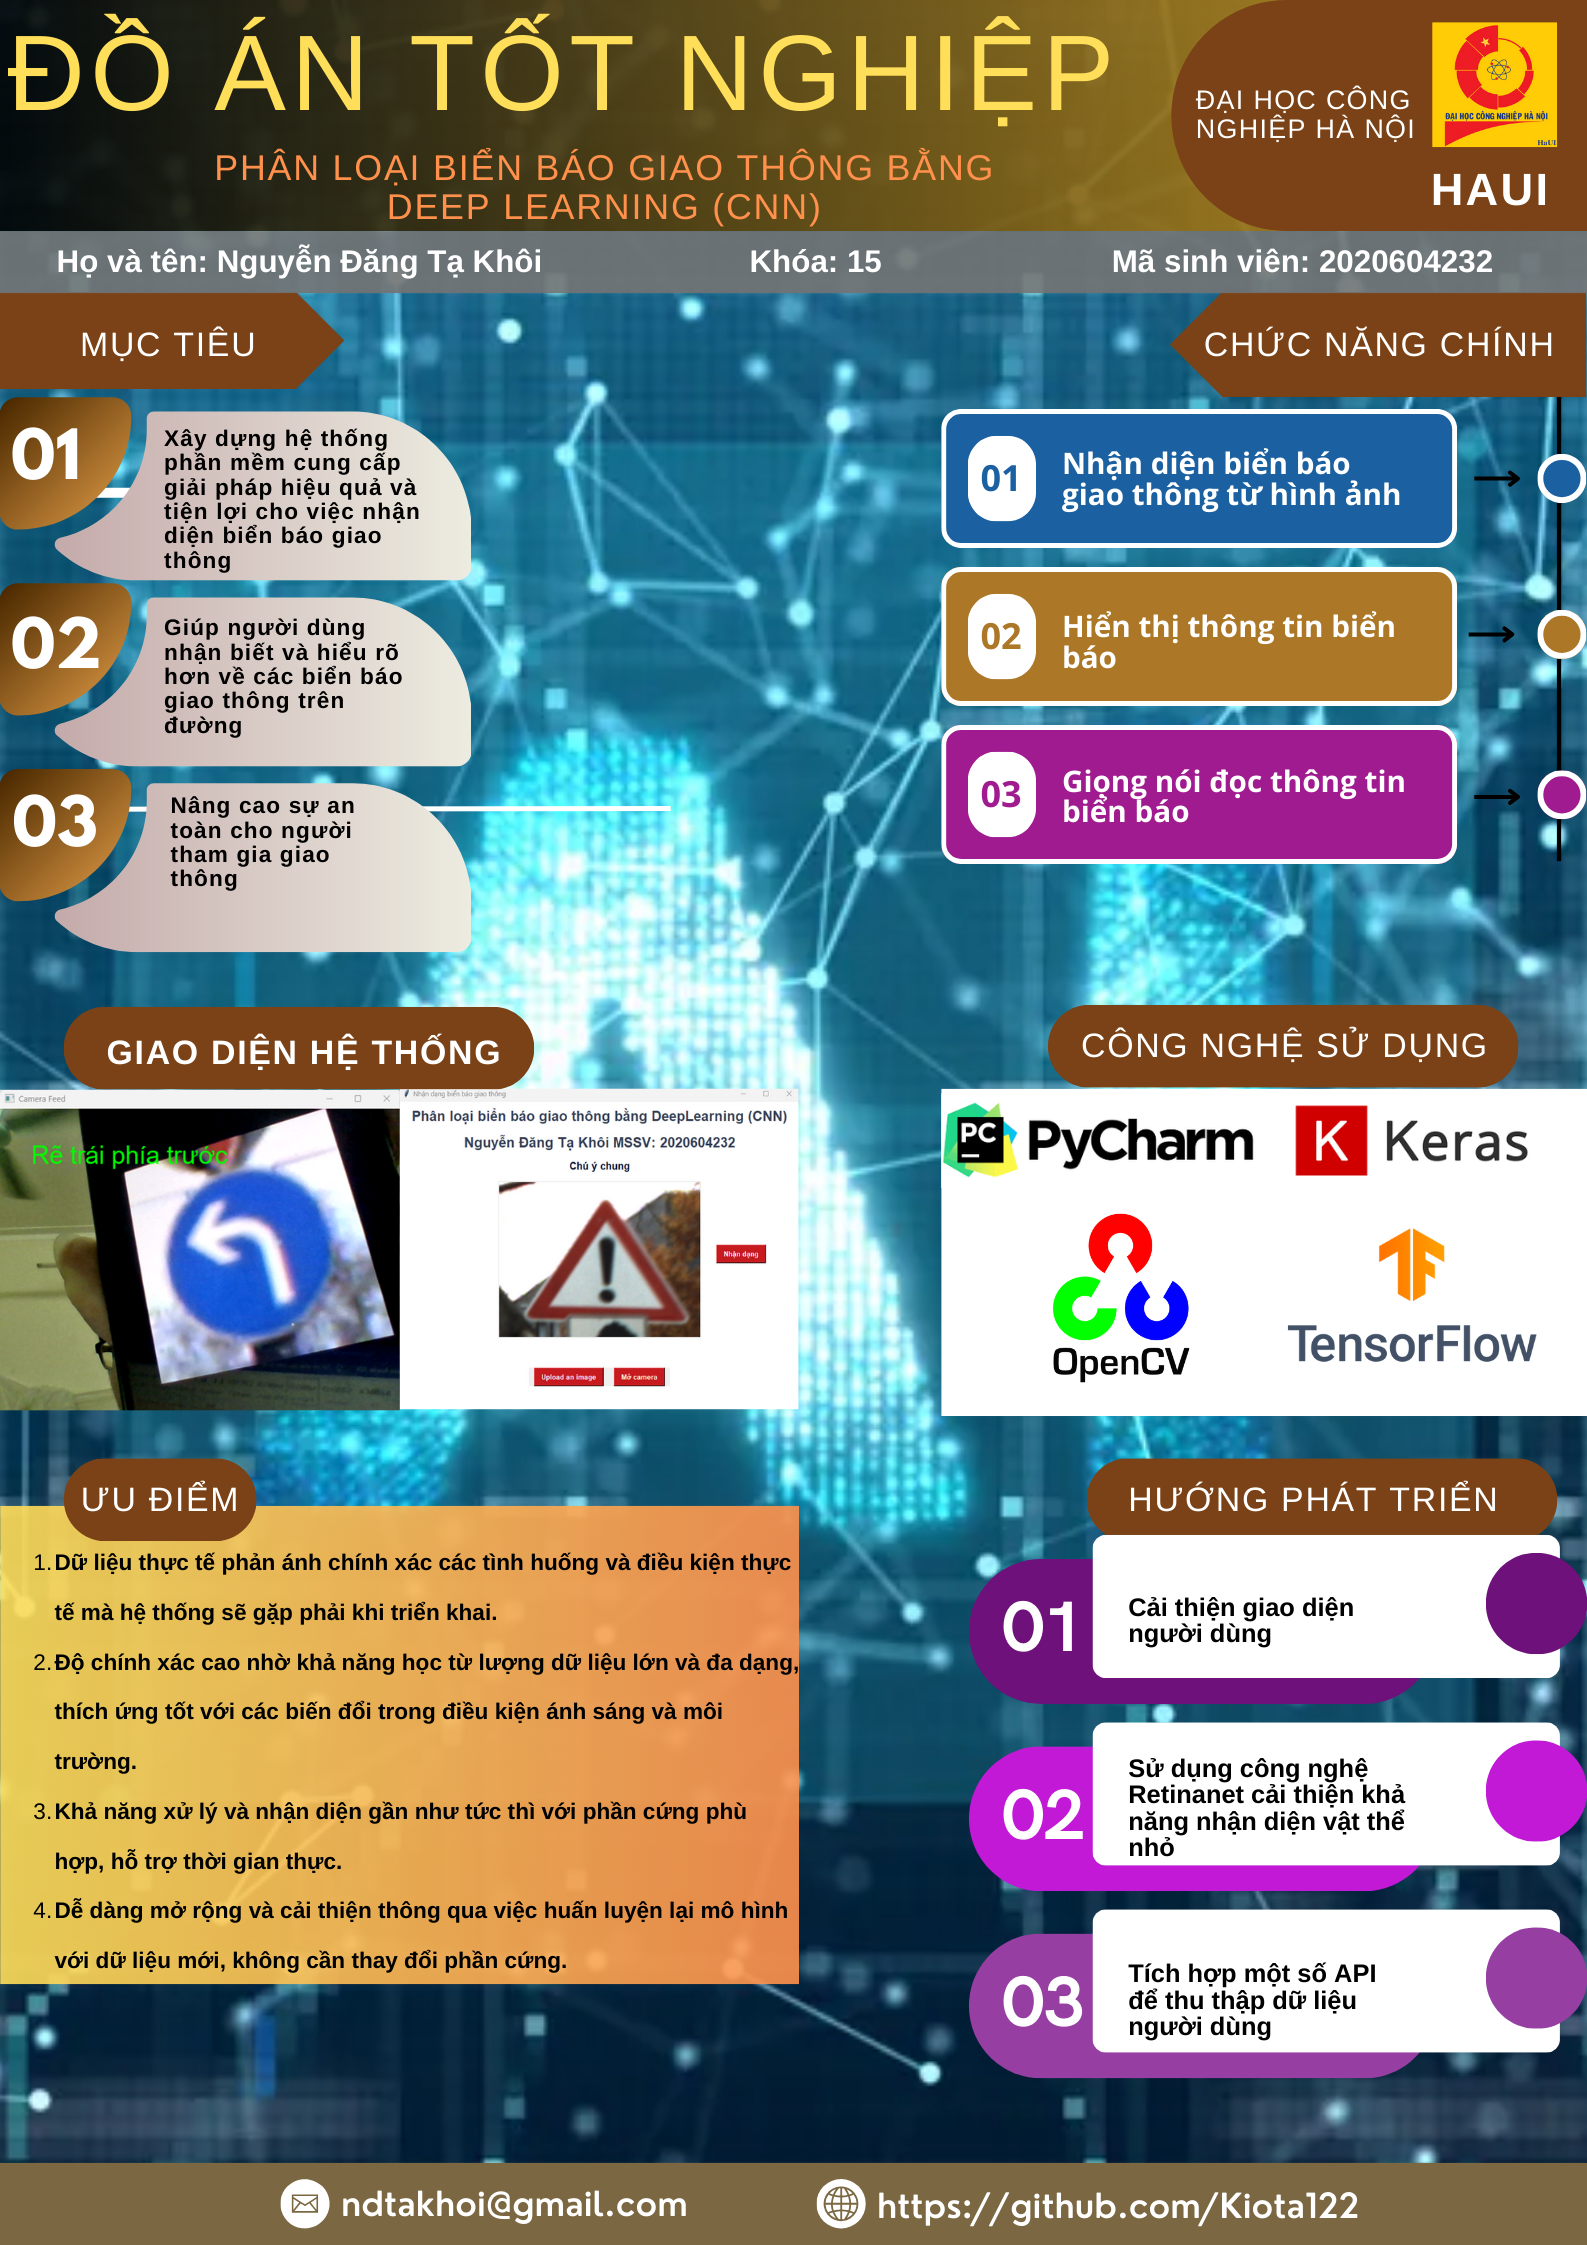 ĐỒ ÁN TỐT NGHIỆP
PHÂN LOẠI BIỂN BÁO GIAO THÔNG BẰNG
DEEP LEARNING (CNN)
ĐẠI HỌC CÔNG
NGHIỆP HÀ NỘI
ĐẠI HỌC CÔNG NGHIỆP HÀ NỘI
HaUI
HAUI
Họ và tên: Nguyễn Đăng Tạ Khôi
Khóa: 15
Mã sinh viên: 2020604232
MỤC TIÊU
01
Xây dựng hệ thống
phần mềm cung cấp
giải pháp hiệu quả và
tiện lợi cho việc nhận
diện biển báo giao
thông
02
Giúp người dùng
nhận biết và hiểu rõ
hơn về các biển báo
giao thông trên
đường
03
Nâng cao sự an
toàn cho người
tham gia giao
thông
CHỨC NĂNG CHÍNH
01
Nhận diện biển báo
giao thông từ hình ảnh
02
Hiển thị thông tin biển
báo
03
Giọng nói đọc thông tin
biển báo
GIAO DIỆN HỆ THỐNG
Camera Feed
Rẽ trái phía trước
Nhận dạng biển báo giao thông
Phân loại biển báo giao thông bằng DeepLearning (CNN)
Nguyễn Đăng Tạ Khôi MSSV: 2020604232
Chú ý chung
Nhận dạng
Upload an image
Mở camera
CÔNG NGHỆ SỬ DỤNG
PC
PyCharm
K
Keras
OpenCV
TensorFlow
ƯU ĐIỂM
1. Dữ liệu thực tế phản ánh chính xác các tình huống và điều kiện thực
tế mà hệ thống sẽ gặp phải khi triển khai.
2. Độ chính xác cao nhờ khả năng học từ lượng dữ liệu lớn và đa dạng,
thích ứng tốt với các biến đổi trong điều kiện ánh sáng và môi
trường.
3. Khả năng xử lý và nhận diện gần như tức thì với phần cứng phù
hợp, hỗ trợ thời gian thực.
4. Dễ dàng mở rộng và cải thiện thông qua việc huấn luyện lại mô hình
với dữ liệu mới, không cần thay đổi phần cứng.
HƯỚNG PHÁT TRIỂN
01
Cải thiện giao diện
người dùng
02
Sử dụng công nghệ
Retinanet cải thiện khả
năng nhận diện vật thể
nhỏ
03
Tích hợp một số API
để thu thập dữ liệu
người dùng
ndtakhoi@gmail.com
https://github.com/Kiota122